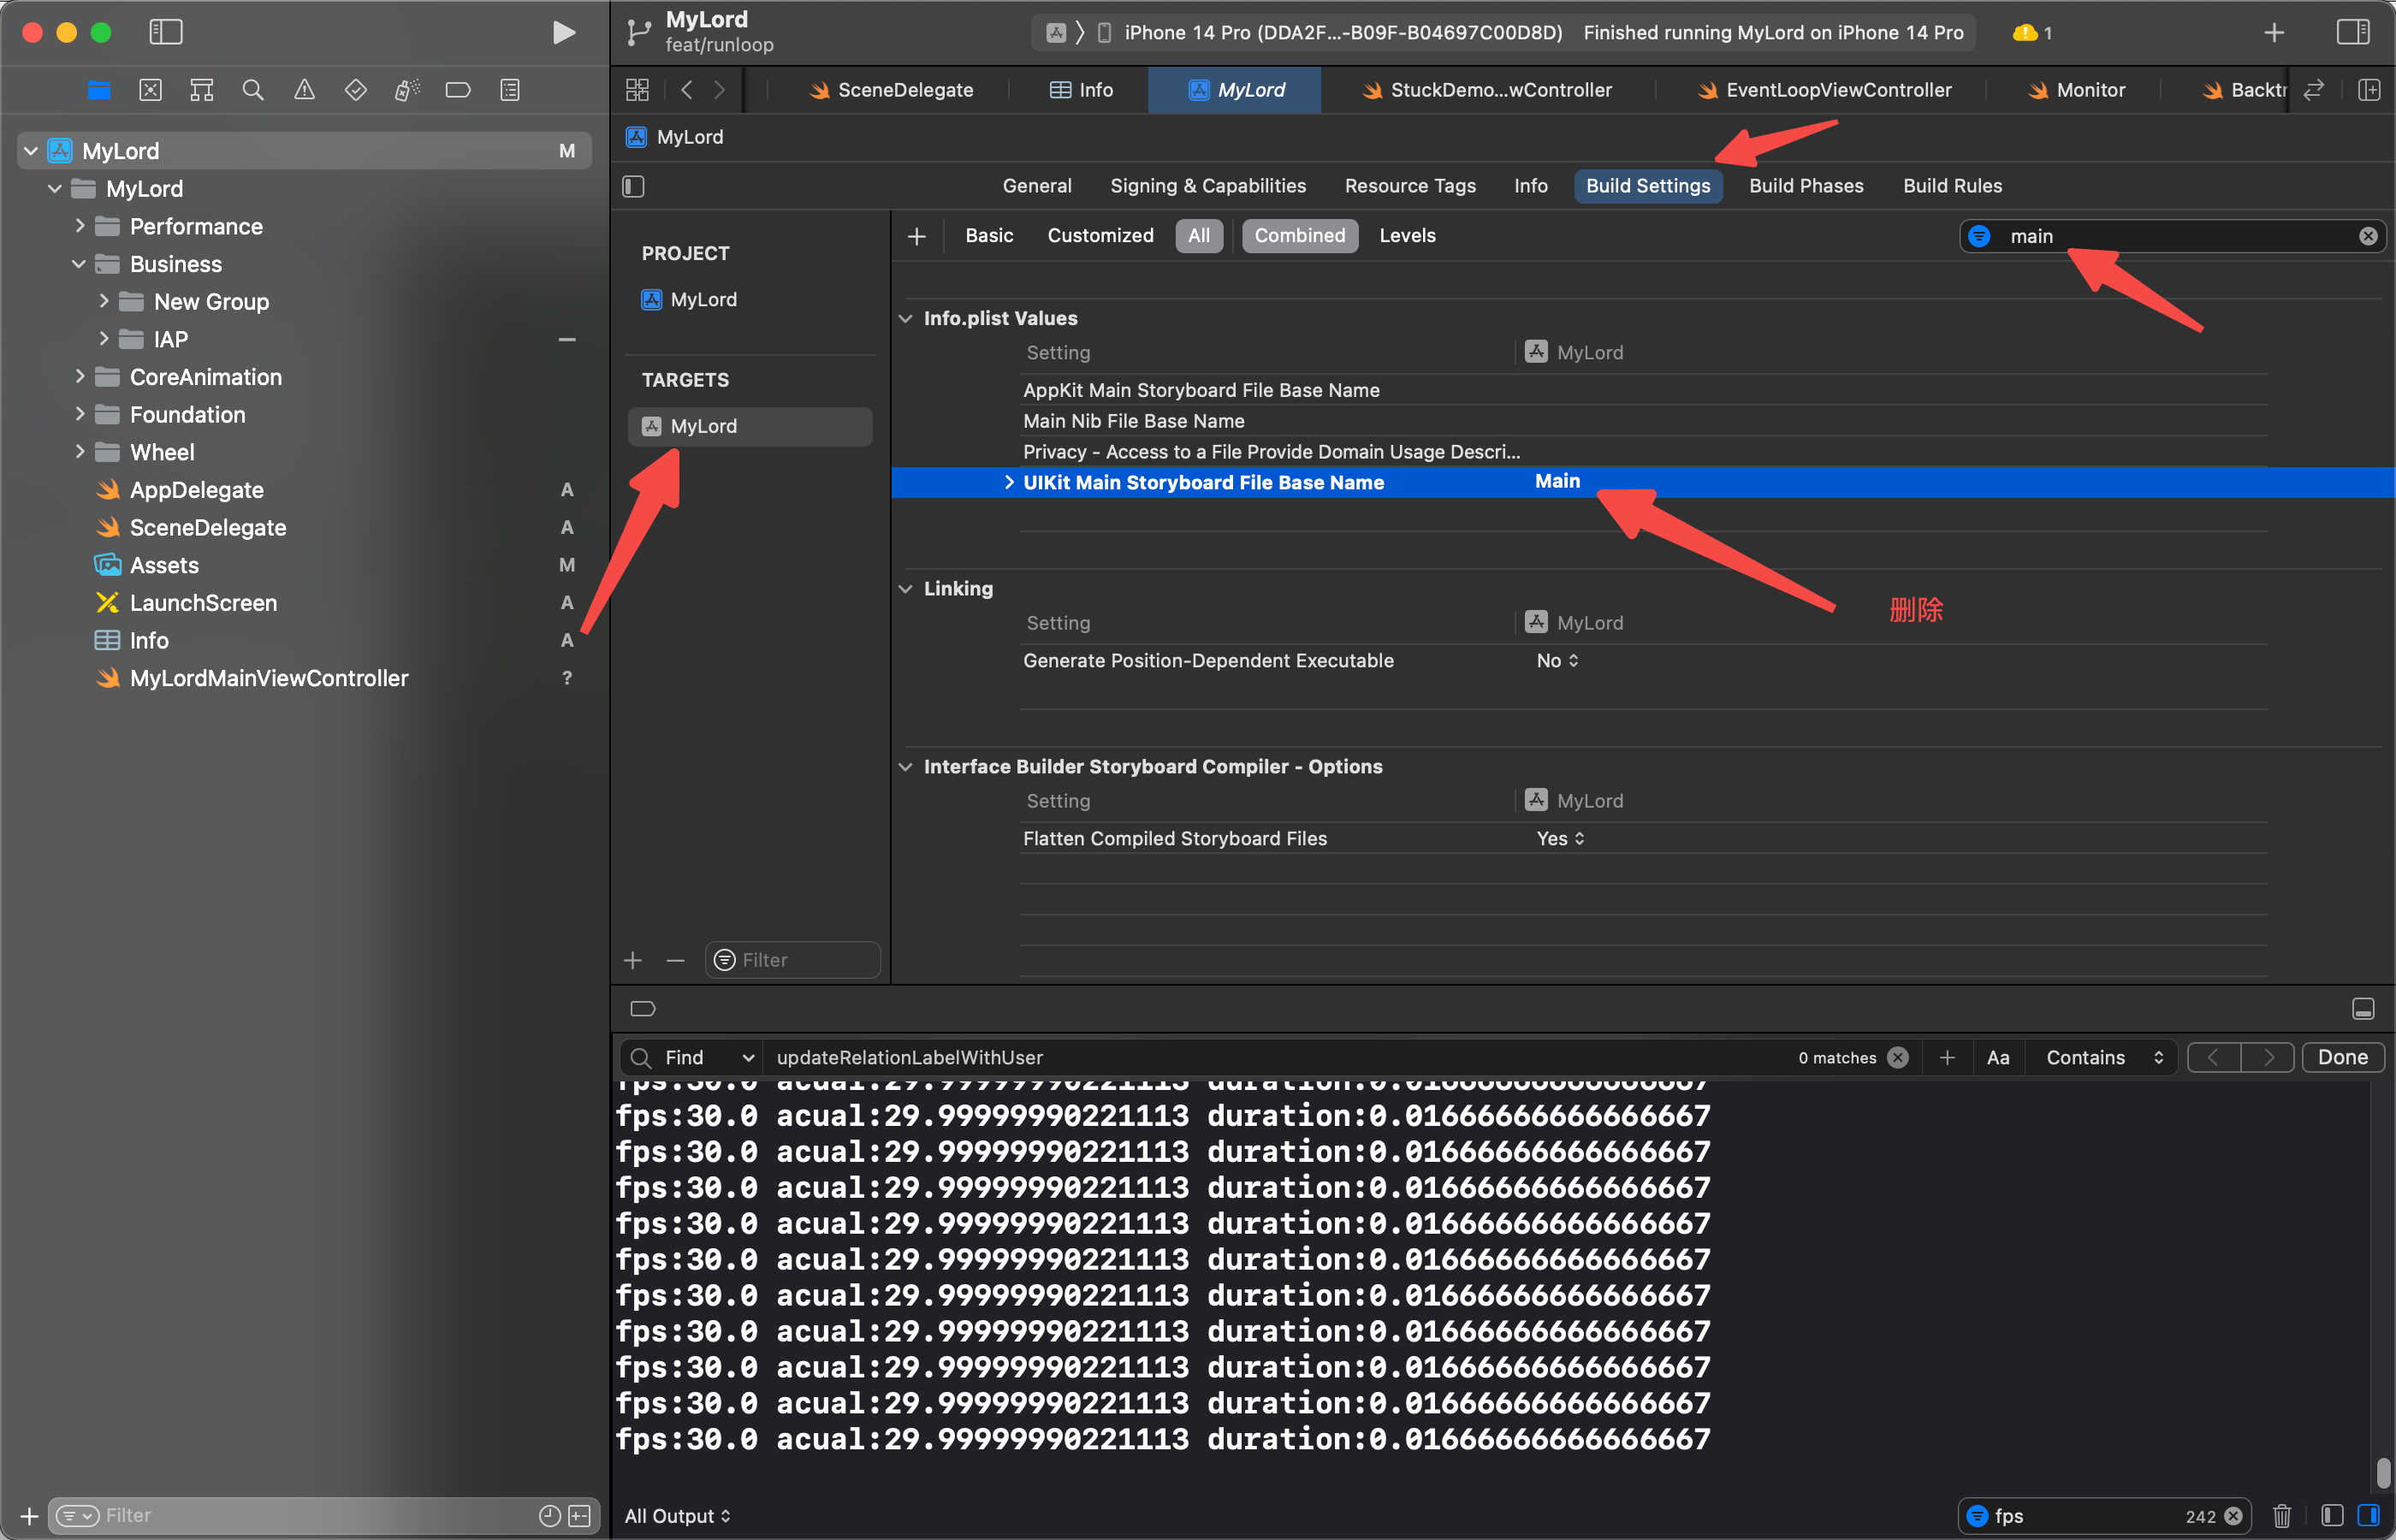 MyLord
feat/runloop
iPhone 14 Pro (DDA2F...-B09F-B04697C00D8D) Finished running MyLord on iPhone 14 Pro
1
SceneDelegate
Info
MyLord
StuckDemo...wController
EventLoopViewController
Monitor
Backtr
MyLord M
MyLord
Performance
Business
New Group
IAP
CoreAnimation
Foundation
Wheel
AppDelegate A
SceneDelegate A
Assets M
LaunchScreen A
Info A
MyLordMainViewController ?
Filter
MyLord
General
Signing & Capabilities
Resource Tags
Info
Build Settings
Build Phases
Build Rules
PROJECT
MyLord
TARGETS
MyLord
Filter
Basic
Customized
All
Combined
Levels
main
Info.plist Values
Setting MyLord
AppKit Main Storyboard File Base Name
Main Nib File Base Name
Privacy - Access to a File Provide Domain Usage Descri...
UIKit Main Storyboard File Base Name Main
删除
Linking
Setting MyLord
Generate Position-Dependent Executable No
Interface Builder Storyboard Compiler - Options
Setting MyLord
Flatten Compiled Storyboard Files Yes
Find updateRelationLabelWithUser 0 matches Aa Contains Done
fps:30.0 acual:29.99999990221113 duration:0.01666666666666667
fps:30.0 acual:29.99999990221113 duration:0.01666666666666667
fps:30.0 acual:29.99999990221113 duration:0.01666666666666667
fps:30.0 acual:29.99999990221113 duration:0.01666666666666667
fps:30.0 acual:29.99999990221113 duration:0.01666666666666667
fps:30.0 acual:29.99999990221113 duration:0.01666666666666667
fps:30.0 acual:29.99999990221113 duration:0.01666666666666667
fps:30.0 acual:29.99999990221113 duration:0.01666666666666667
fps:30.0 acual:29.99999990221113 duration:0.01666666666666667
fps:30.0 acual:29.99999990221113 duration:0.01666666666666667
fps:30.0 acual:29.99999990221113 duration:0.01666666666666667
All Output
fps 242